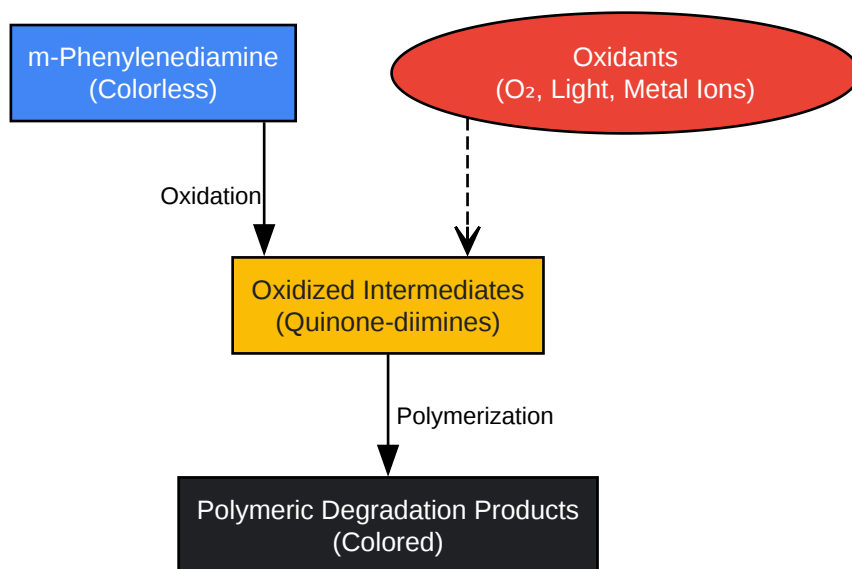 m-Phenylenediamine
(Colorless)
Oxidants
(O₂, Light, Metal Ions)
Oxidation
Oxidized Intermediates
(Quinone-diimines)
Polymerization
Polymeric Degradation Products
(Colored)